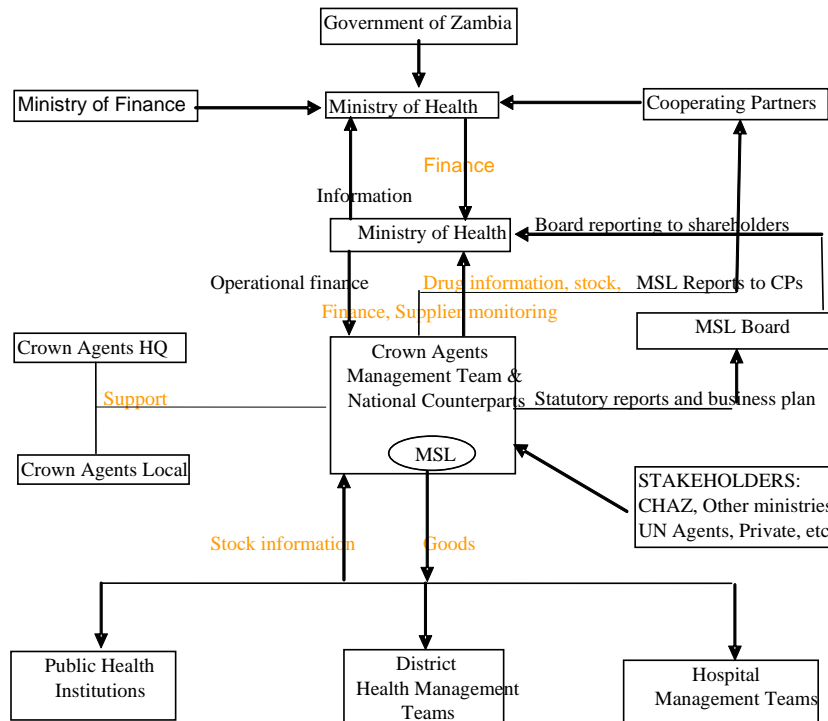 Government of Zambia
Ministry of Finance
Ministry of Health
Cooperating Partners
Finance
Information
Ministry of Health
Board reporting to shareholders
Operational finance
Drug information, stock, MSL Reports to CPs
Finance, Supplier monitoring
MSL Board
Crown Agents HQ
Crown Agents
Management Team &
National Counterparts
Support
Statutory reports and business plan
MSL
Crown Agents Local
STAKEHOLDERS:
CHAZ, Other ministries
UN Agents, Private, etc
Stock information
Goods
Public Health
Institutions
District
Health Management
Teams
Hospital
Management Teams